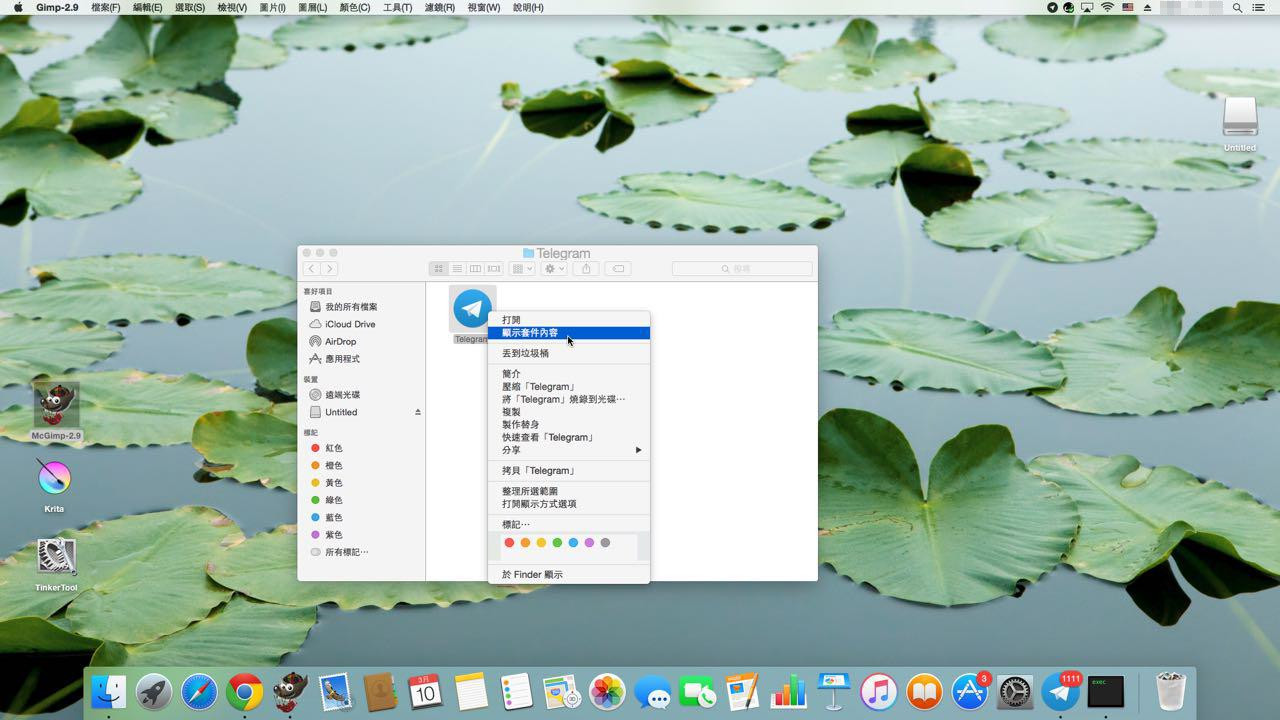 Gimp-2.9 檔案(F) 編輯(E) 選取(S) 檢視(V) 圖片(I) 圖層(L) 顏色(C) 工具(T) 濾鏡(R) 視窗(W) 說明(H)
Untitled
Telegram
搜尋
喜好項目
我的所有檔案
iCloud Drive
AirDrop
應用程式
裝置
遠端光碟
Untitled
標記
紅色
橙色
黃色
綠色
藍色
紫色
所有標記⋯
Telegram
打開
顯示套件內容
丟到垃圾桶
簡介
壓縮「Telegram」
將「Telegram」燒錄到光碟⋯
複製
製作替身
快速查看「Telegram」
分享
拷貝「Telegram」
整理所選範圍
打開顯示方式選項
標記⋯
於 Finder 顯示
McGimp-2.9
Krita
TinkerTool
3月
10
3
1111
exec